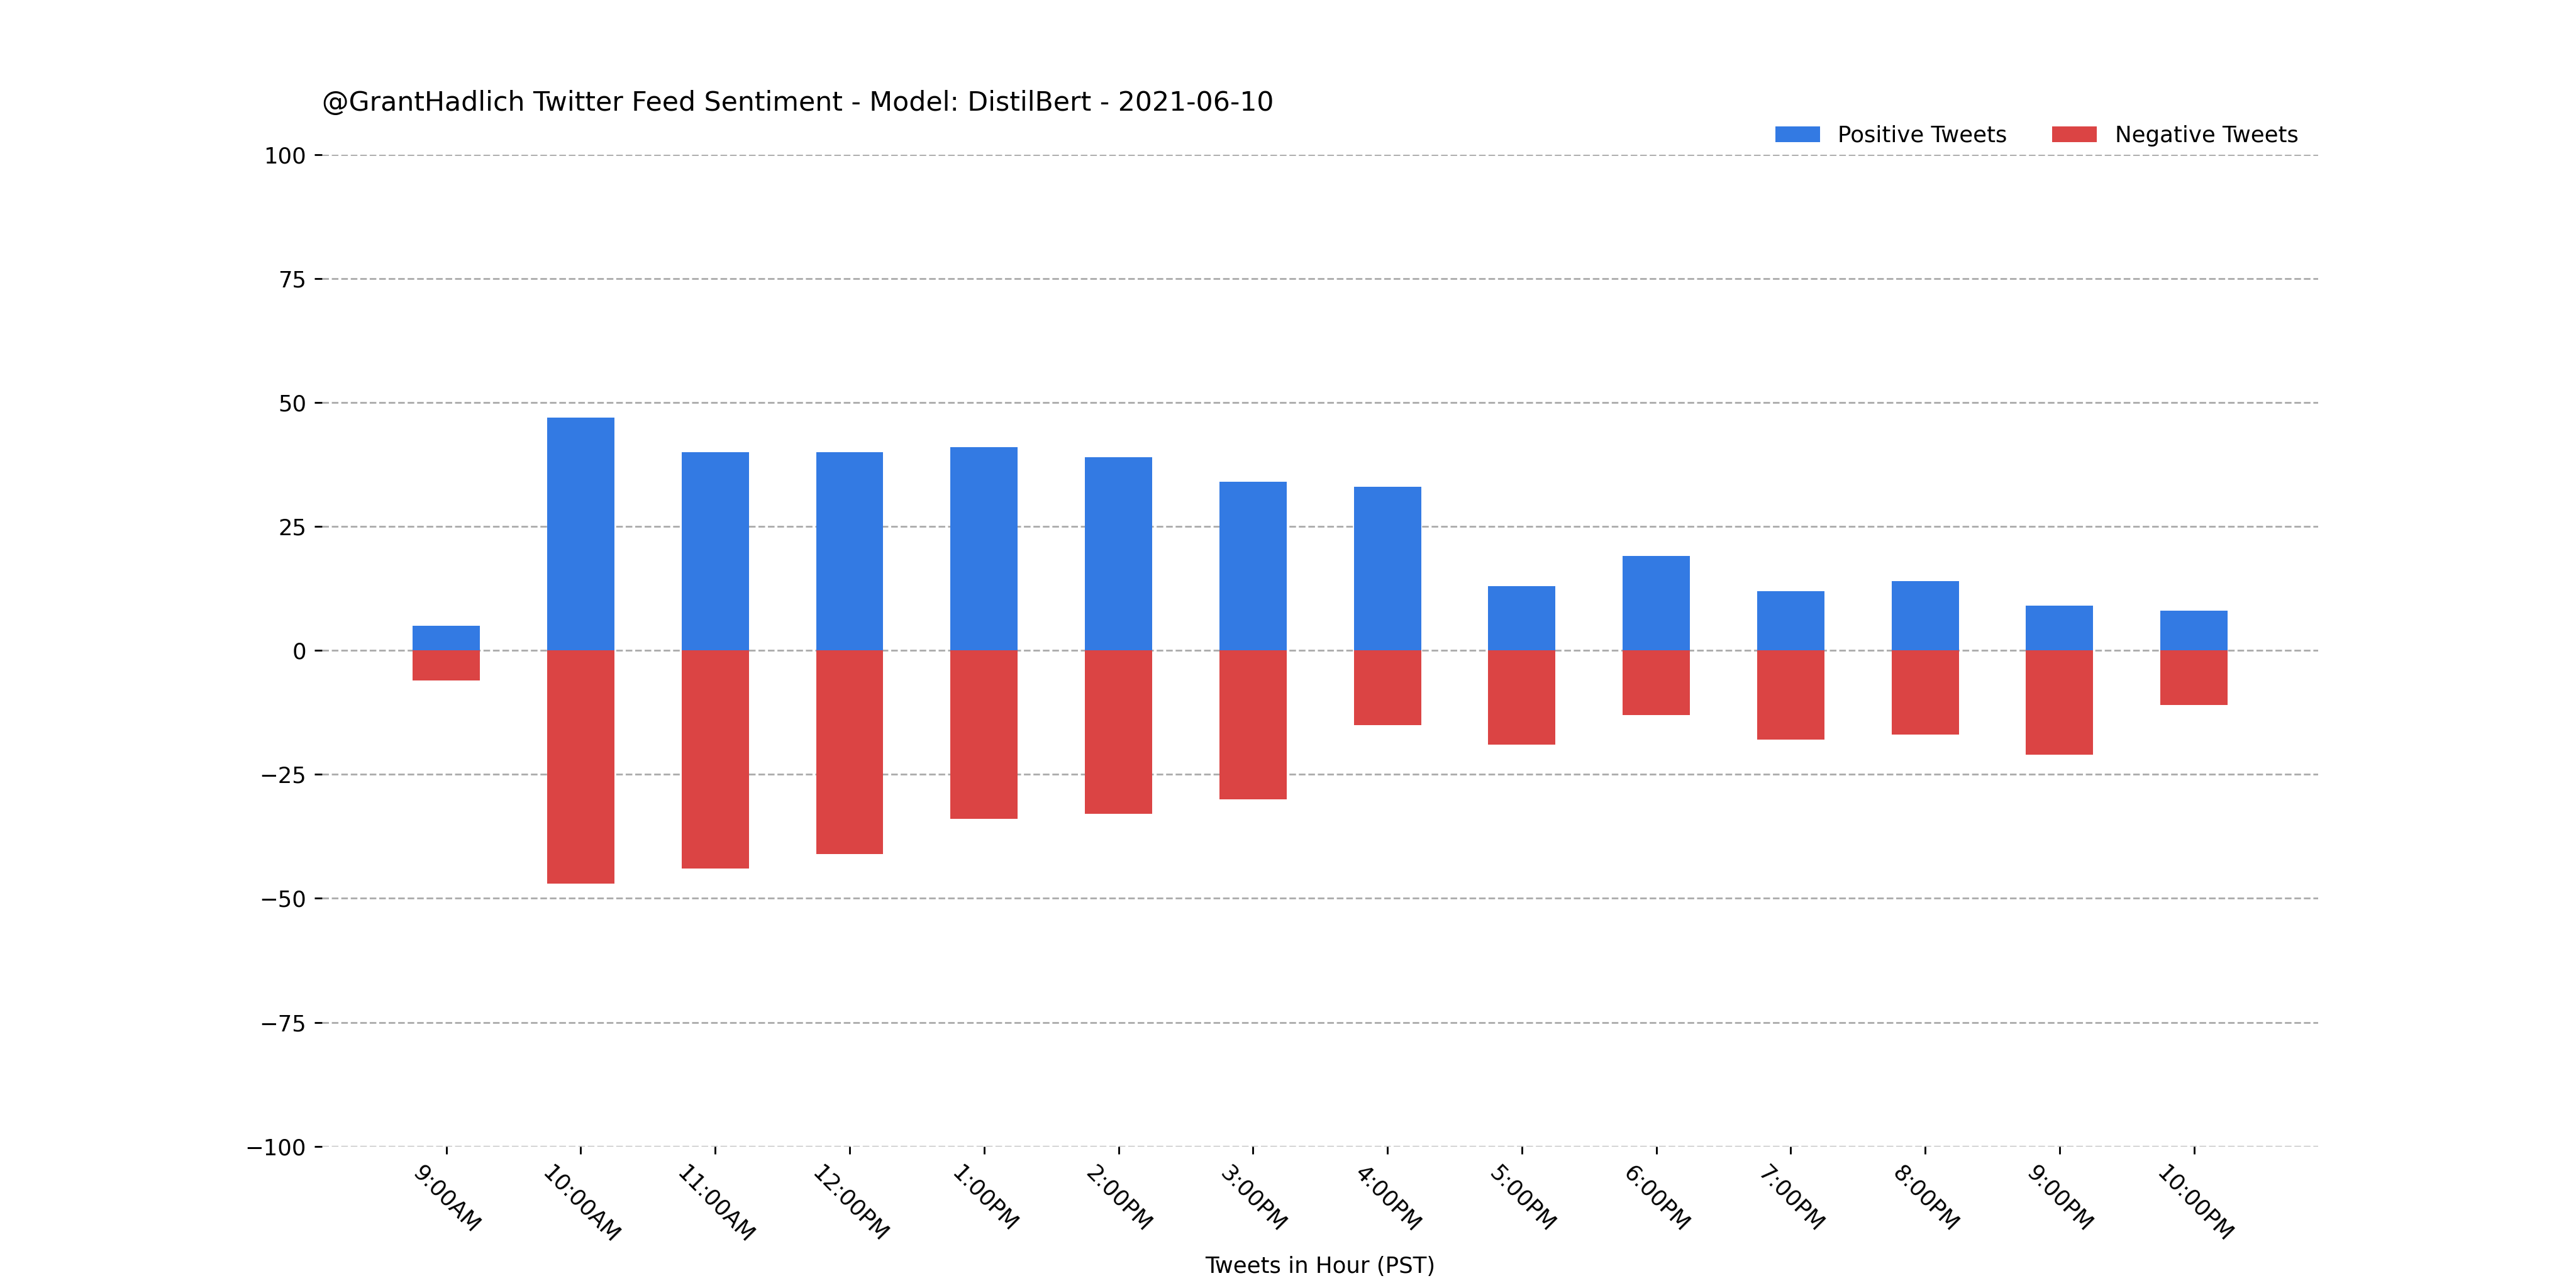 @GrantHadlich Twitter Feed Sentiment - Model: DistilBert - 2021-06-10
Positive Tweets
Negative Tweets
100
75
50
25
0
−25
−50
−75
−100
9:00AM
10:00AM
11:00AM
12:00PM
1:00PM
2:00PM
3:00PM
4:00PM
5:00PM
6:00PM
7:00PM
8:00PM
9:00PM
10:00PM
Tweets in Hour (PST)